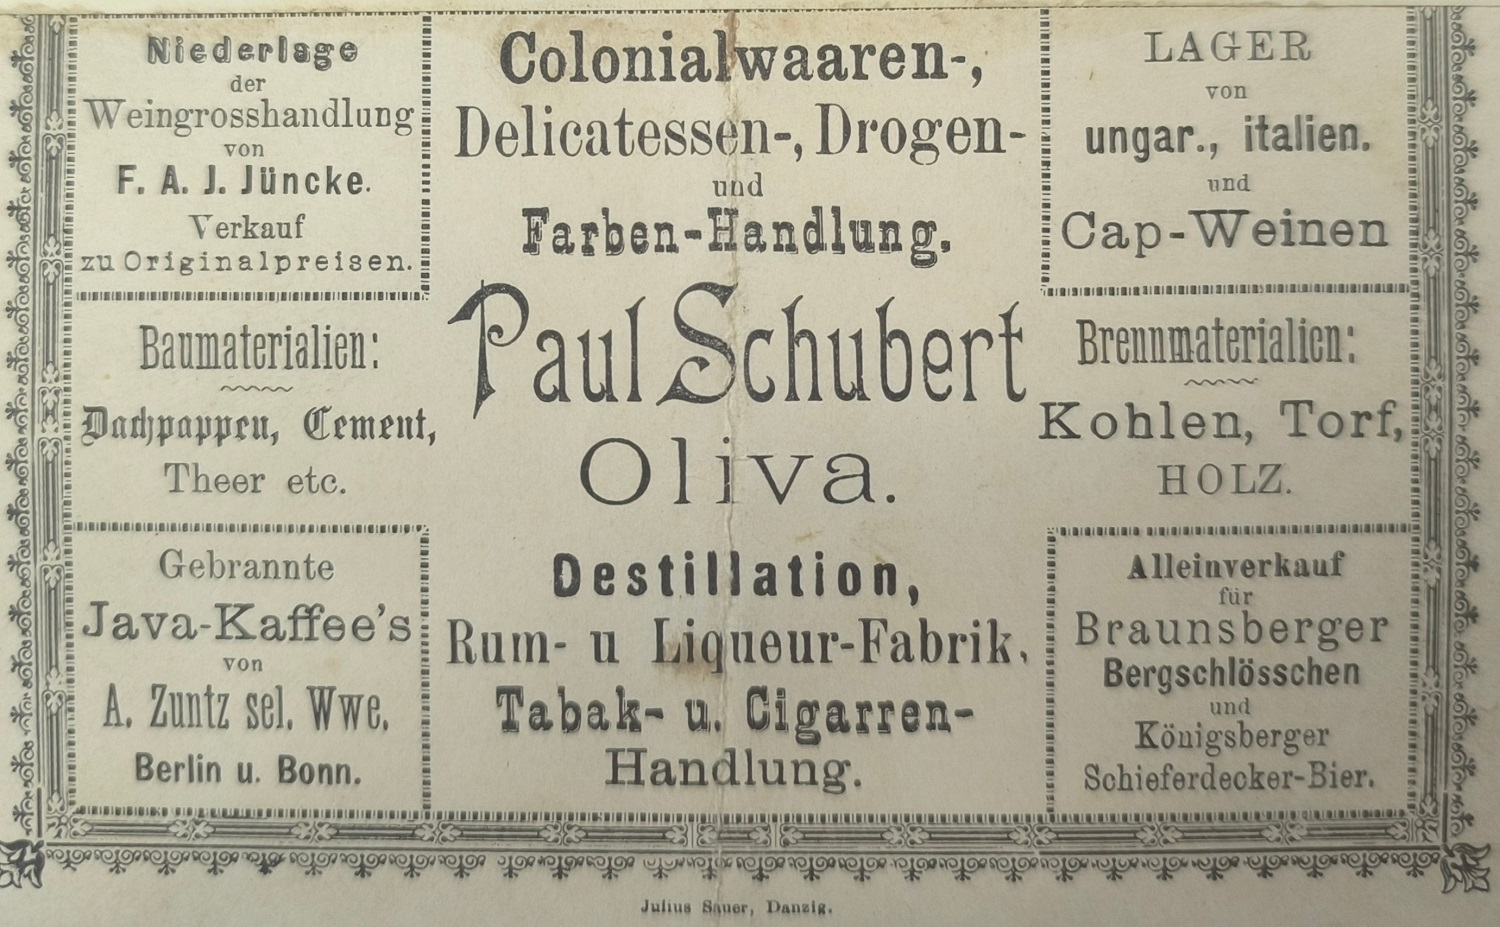 Niederlage
der
Weingrosshandlung
von
F. A. J. Jüncke.
Verkauf
zu Originalpreisen.
Baumaterialien:
Dachpappen, Cement,
Theer etc.
Gebrannte
Java-Kaffee's
von
A. Zuntz sel. Wwe.
Berlin u. Bonn.
Colonialwaaren-,
Delicatessen-, Drogen-
und
Farben-Handlung.
Paul Schubert
Oliva.
Destillation,
Rum- u Liqueur-Fabrik,
Tabak- u. Cigarren-
Handlung.
LAGER
von
ungar., italien.
und
Cap-Weinen
Brennmaterialien:
Kohlen, Torf,
HOLZ.
Alleinverkauf
für
Braunsberger
Bergschlösschen
und
Königsberger
Schieferdecker-Bier.
Julius Sauer, Danzig.